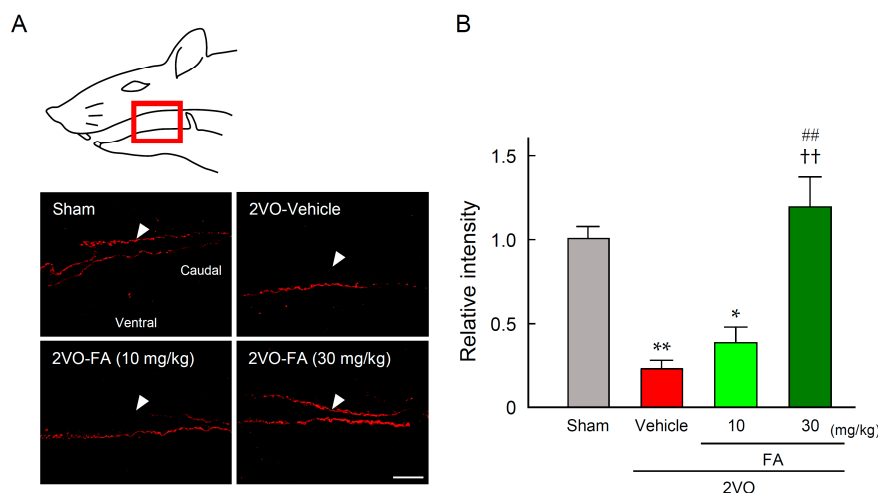 A
Sham
Caudal
Ventral
2VO-Vehicle
2VO-FA (10 mg/kg)
2VO-FA (30 mg/kg)
B
Relative intensity
1.5
1.0
0.5
0
**
*
##
††
Sham Vehicle 10 30 (mg/kg)
FA
2VO